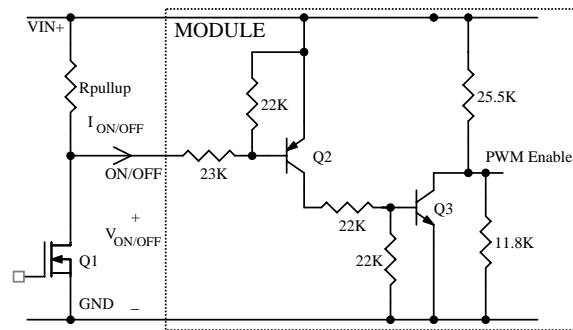 VIN+
MODULE
Rpullup
22K
25.5K
I ON/OFF
Q2
PWM Enable
ON/OFF
23K
+
V ON/OFF
22K
Q3
Q1
22K
11.8K
GND
–